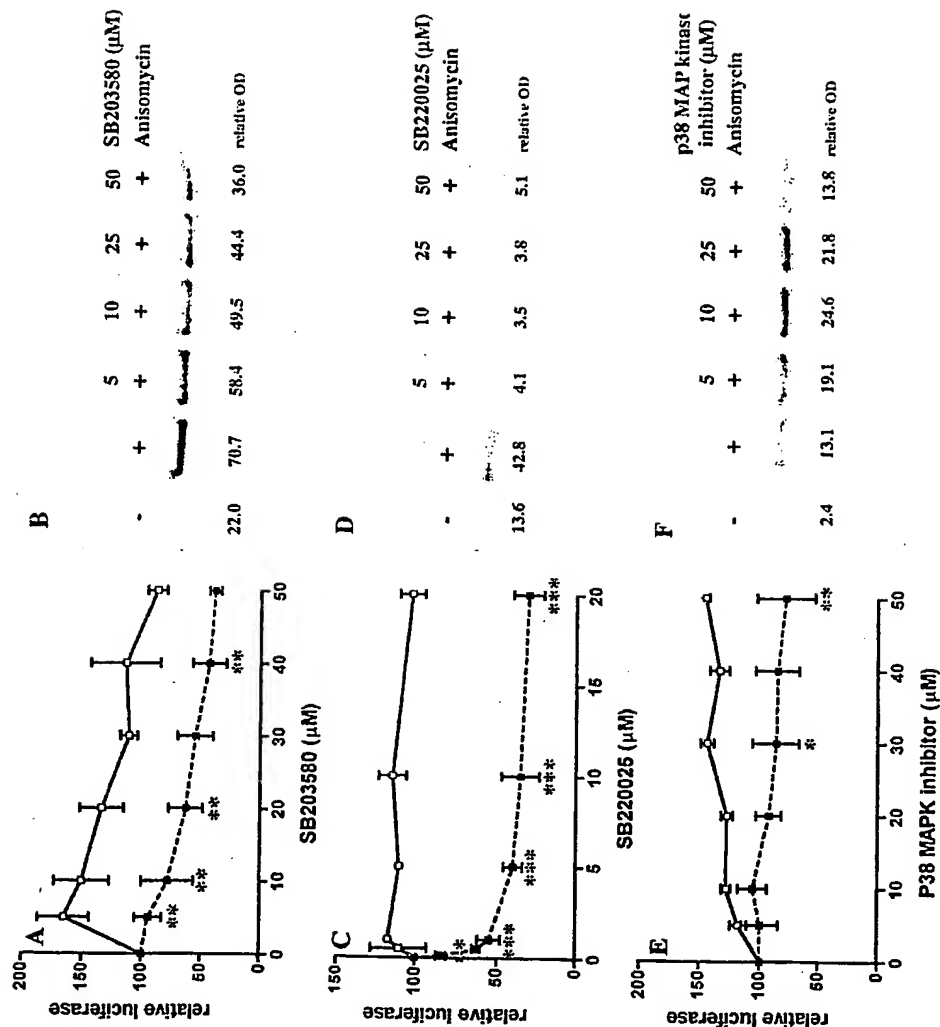 A
200
150
100
50
0
relative luciferase
**
**
**
**
0 10 20 30 40 50
SB203580 (µM)
B
5 10 25 50 SB203580 (µM)
- + + + + + Anisomycin
22.0 70.7 58.4 49.5 44.4 36.0 relative OD
C
200
150
100
50
0
relative luciferase
***
***
***
0 5 10 15 20
SB220025 (µM)
D
5 10 25 50 SB220025 (µM)
- + + + + + Anisomycin
13.6 42.8 4.1 3.5 3.8 5.1 relative OD
E
200
150
100
50
0
relative luciferase
*
**
0 10 20 30 40 50
P38 MAPK inhibitor (µM)
F
p38 MAP kinase
5 10 25 50 inhibitor (µM)
- + + + + + Anisomycin
2.4 13.1 19.1 24.6 21.8 13.8 relative OD